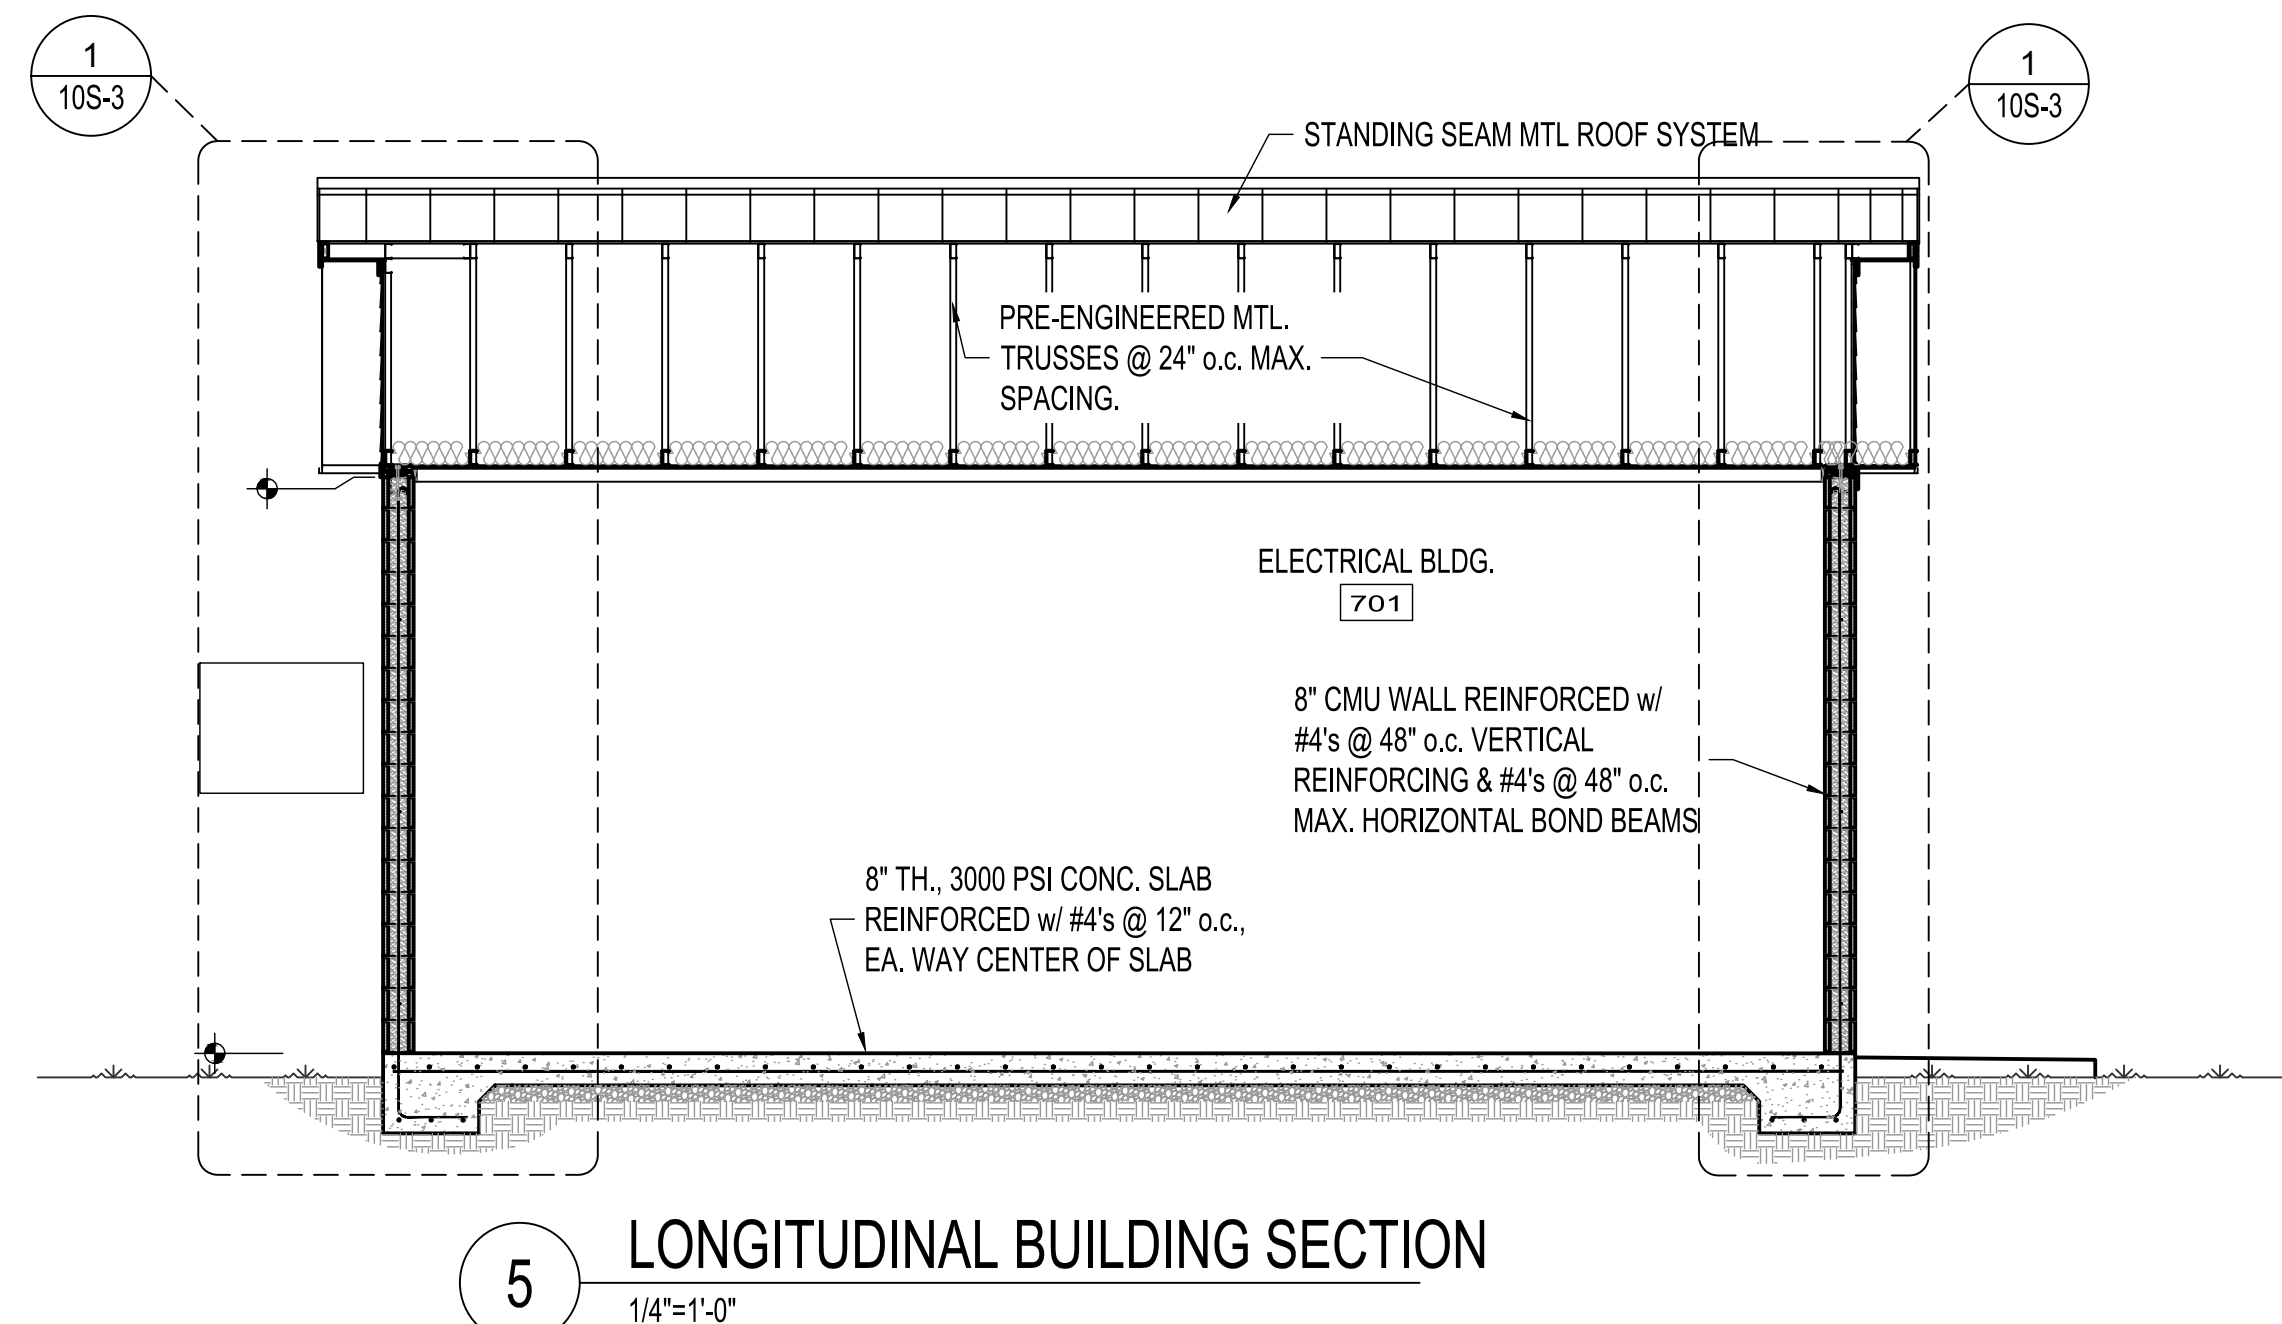 1
10S-3
1
10S-3
STANDING SEAM MTL ROOF SYSTEM
PRE-ENGINEERED MTL.
TRUSSES @ 24" o.c. MAX.
SPACING.
ELECTRICAL BLDG.
701
8" CMU WALL REINFORCED w/
#4's @ 48" o.c. VERTICAL
REINFORCING & #4's @ 48" o.c.
MAX. HORIZONTAL BOND BEAMS
8" TH., 3000 PSI CONC. SLAB
REINFORCED w/ #4's @ 12" o.c.,
EA. WAY CENTER OF SLAB
5
LONGITUDINAL BUILDING SECTION
1/4"=1'-0"